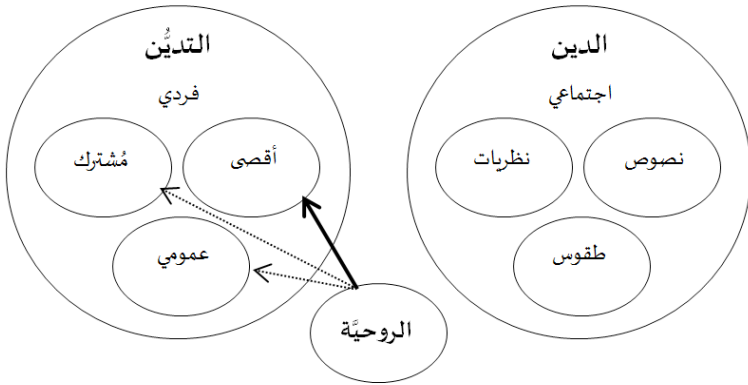 الدين
اجتماعي
نصوص
نظريات
طقوس
التديُّن
فردي
أقصى
مُشترك
عمومي
الروحيَّة